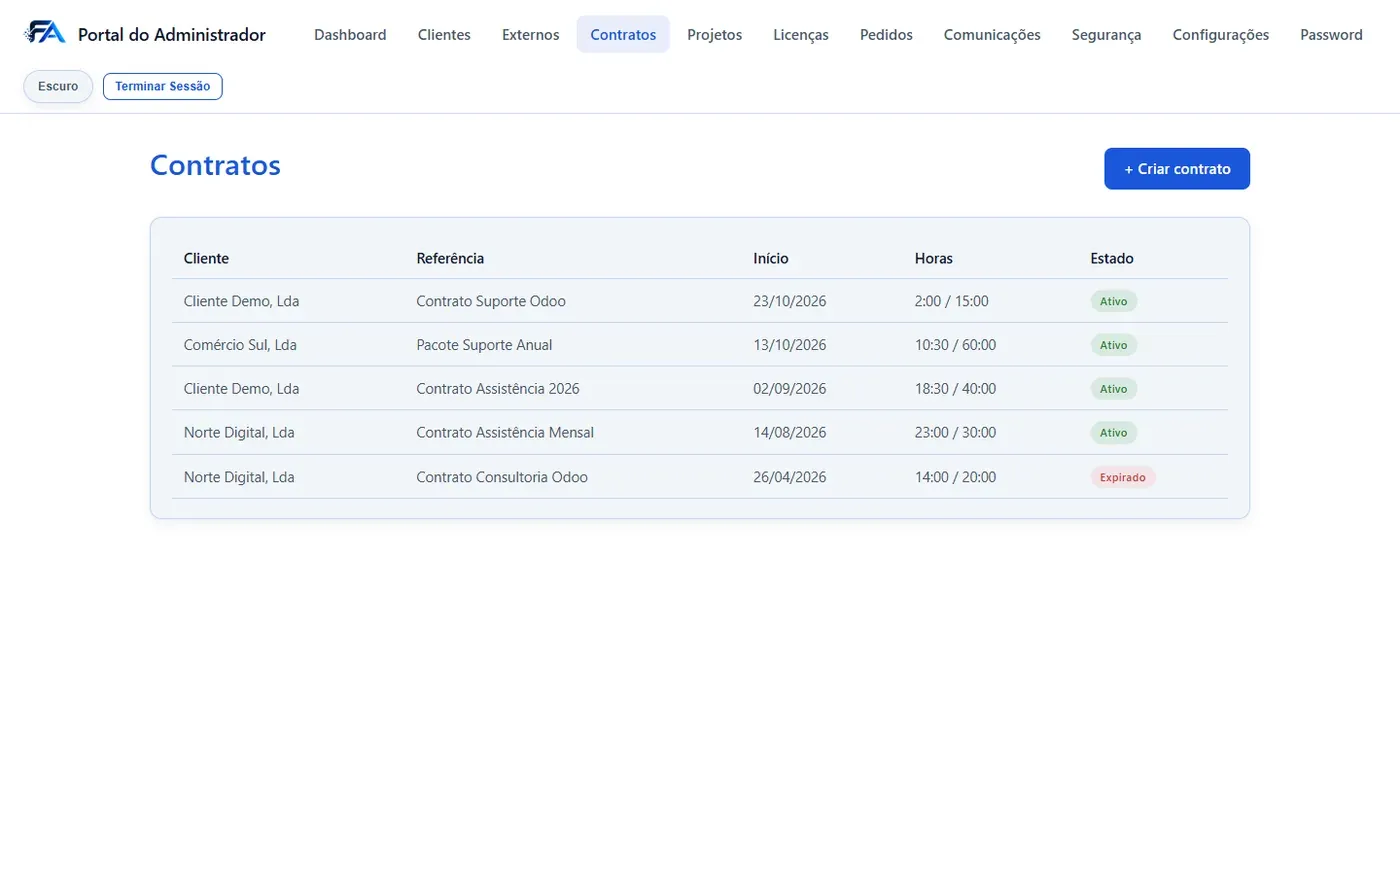 FA Portal do Administrador Dashboard Clientes Externos Contratos Projetos Licenças Pedidos Comunicações Segurança Configurações Password
Escuro Terminar Sessão
Contratos + Criar contrato
Cliente Referência Início Horas Estado
Cliente Demo, Lda Contrato Suporte Odoo 23/10/2026 2:00 / 15:00 Ativo
Comércio Sul, Lda Pacote Suporte Anual 13/10/2026 10:30 / 60:00 Ativo
Cliente Demo, Lda Contrato Assistência 2026 02/09/2026 18:30 / 40:00 Ativo
Norte Digital, Lda Contrato Assistência Mensal 14/08/2026 23:00 / 30:00 Ativo
Norte Digital, Lda Contrato Consultoria Odoo 26/04/2026 14:00 / 20:00 Expirado